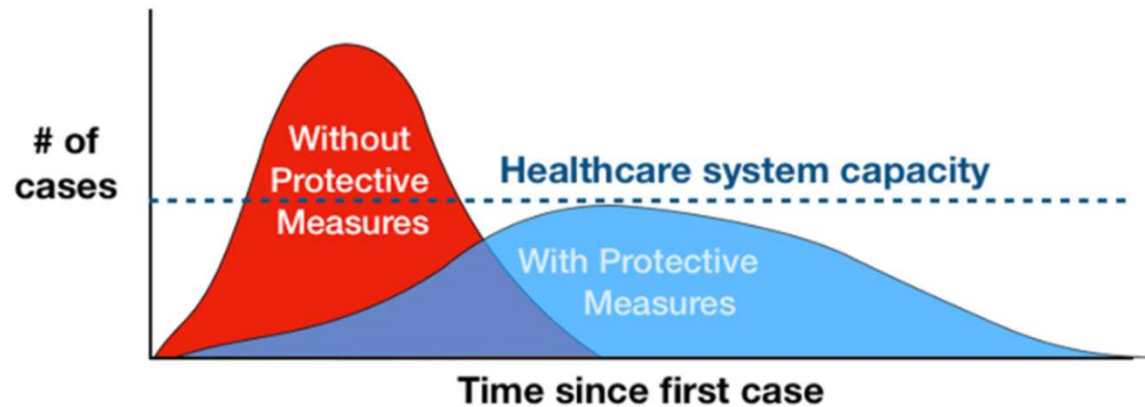 # of
cases
Without
Protective
Measures
Healthcare system capacity
With Protective
Measures
Time since first case